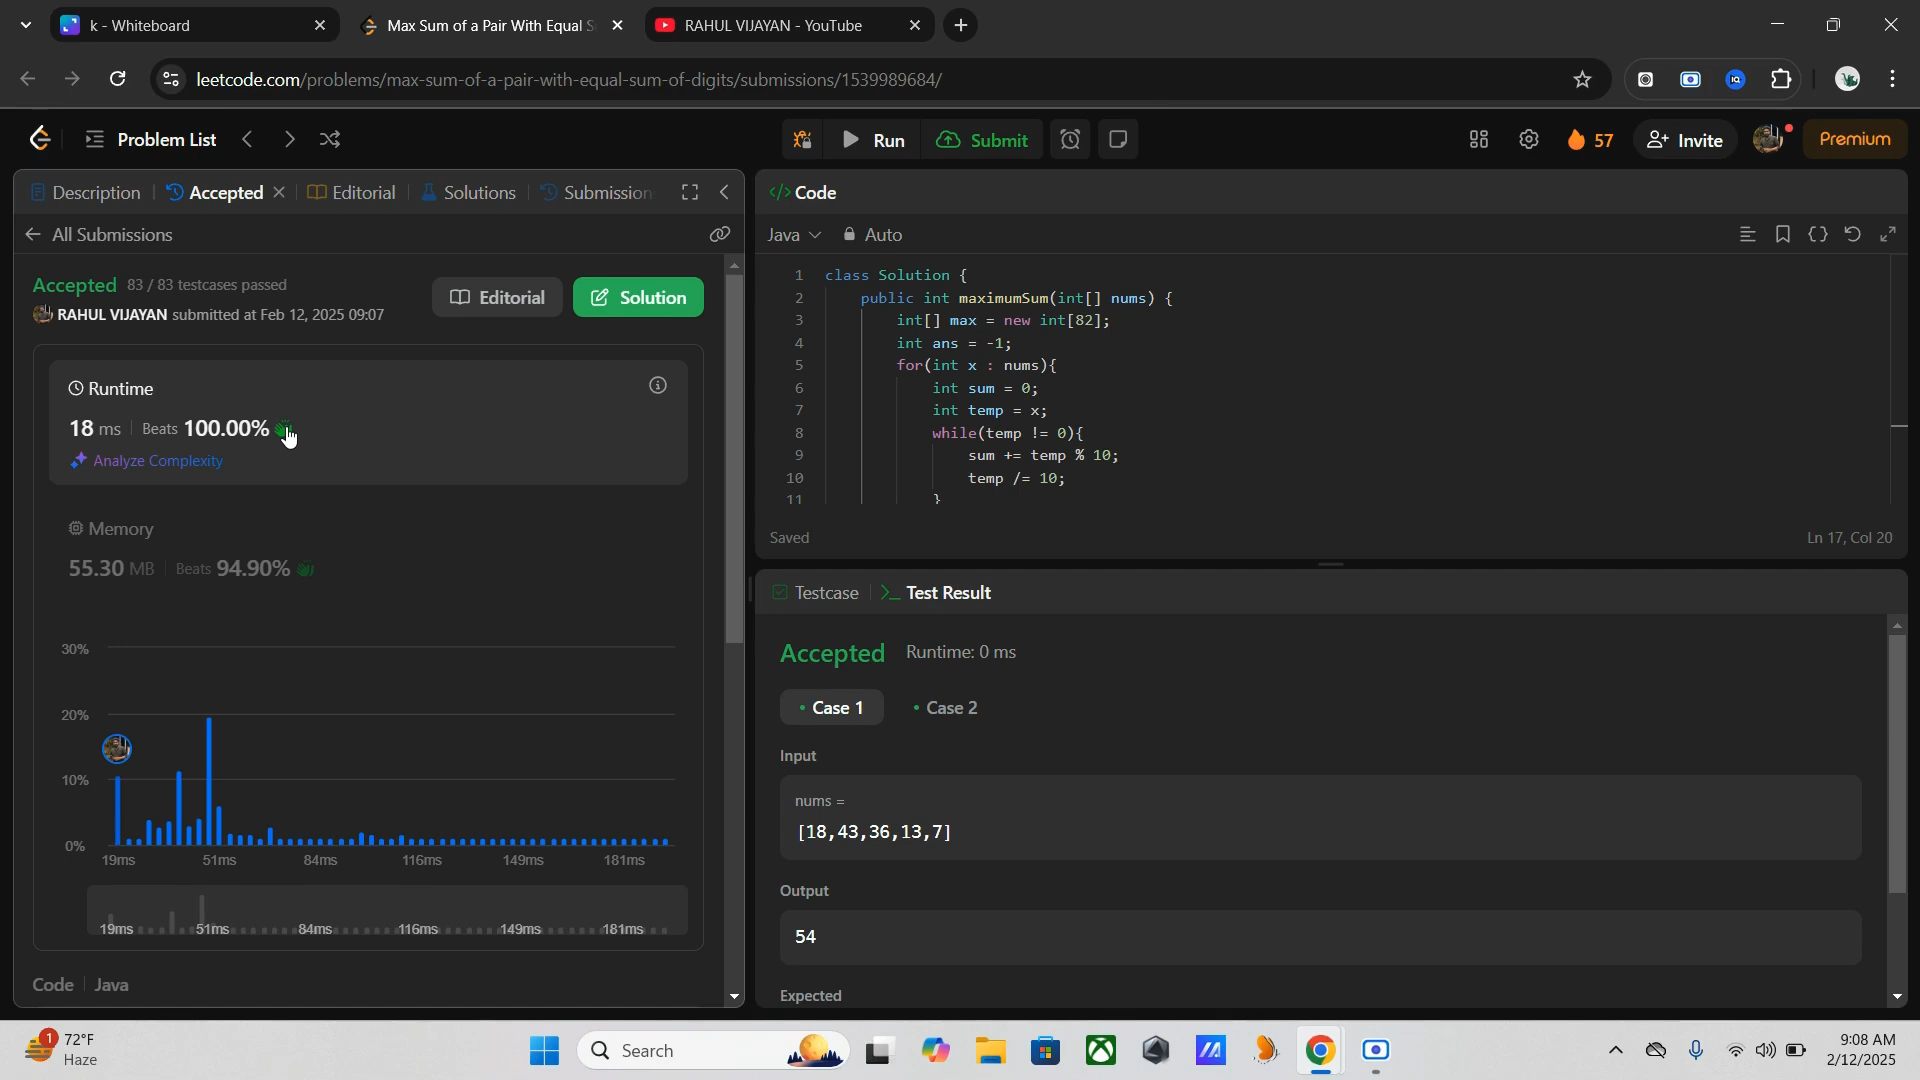 k - Whiteboard
Max Sum of a Pair With Equal S
RAHUL VIJAYAN - YouTube
leetcode.com/problems/max-sum-of-a-pair-with-equal-sum-of-digits/submissions/1539989684/
Problem List
Run
Submit
57
Invite
Premium
Description
Accepted
Editorial
Solutions
Submission
All Submissions
Accepted 83 / 83 testcases passed
RAHUL VIJAYAN submitted at Feb 12, 2025 09:07
Editorial
Solution
Runtime
18 ms | Beats 100.00%
Analyze Complexity
Memory
55.30 MB | Beats 94.90%
30%
20%
10%
0%
19ms 51ms 84ms 116ms 149ms 181ms
19ms 51ms 84ms 116ms 149ms 181ms
Code | Java
</> Code
Java
Auto
1 class Solution {
2 public int maximumSum(int[] nums) {
3 int[] max = new int[82];
4 int ans = -1;
5 for(int x : nums){
6 int sum = 0;
7 int temp = x;
8 while(temp != 0){
9 sum += temp % 10;
10 temp /= 10;
11 }
Saved
Ln 17, Col 20
Testcase
>_ Test Result
Accepted Runtime: 0 ms
Case 1
Case 2
Input
nums =
[18,43,36,13,7]
Output
54
Expected
1
72°F
Haze
Search
9:08 AM
2/12/2025